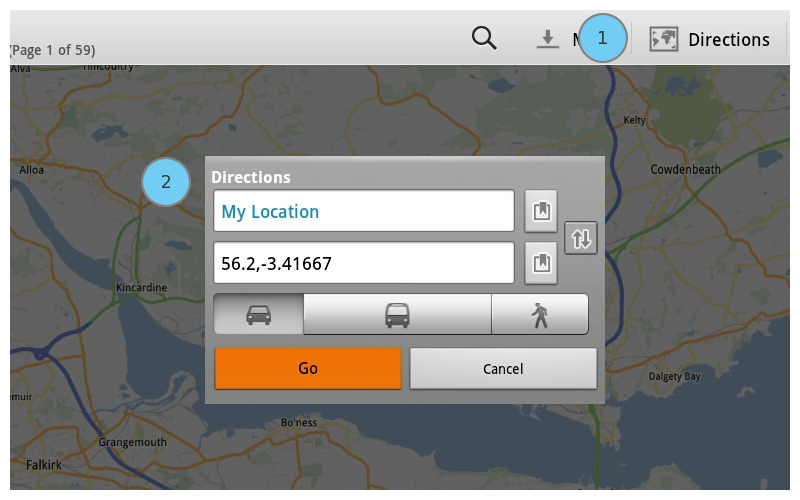 (Page 1 of 59)
1
Directions
Alva
Tillicoultry
Kelty
Alloa
Cowdenbeath
2
Directions
My Location
56.2,-3.41667
Kincardine
Go
Cancel
Dalgety Bay
Bo'ness
Grangemouth
Falkirk